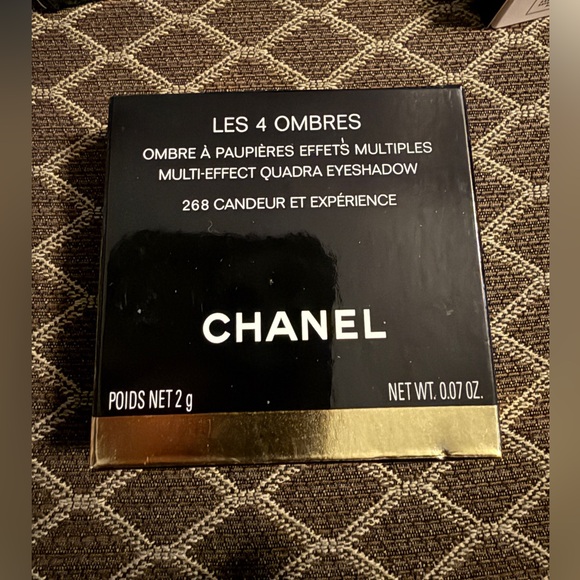 LES 4 OMBRES
OMBRE À PAUPIÈRES EFFETS MULTIPLES
MULTI-EFFECT QUADRA EYESHADOW
268 CANDEUR ET EXPÉRIENCE
CHANEL
POIDS NET 2 g
NET WT. 0.07 OZ.